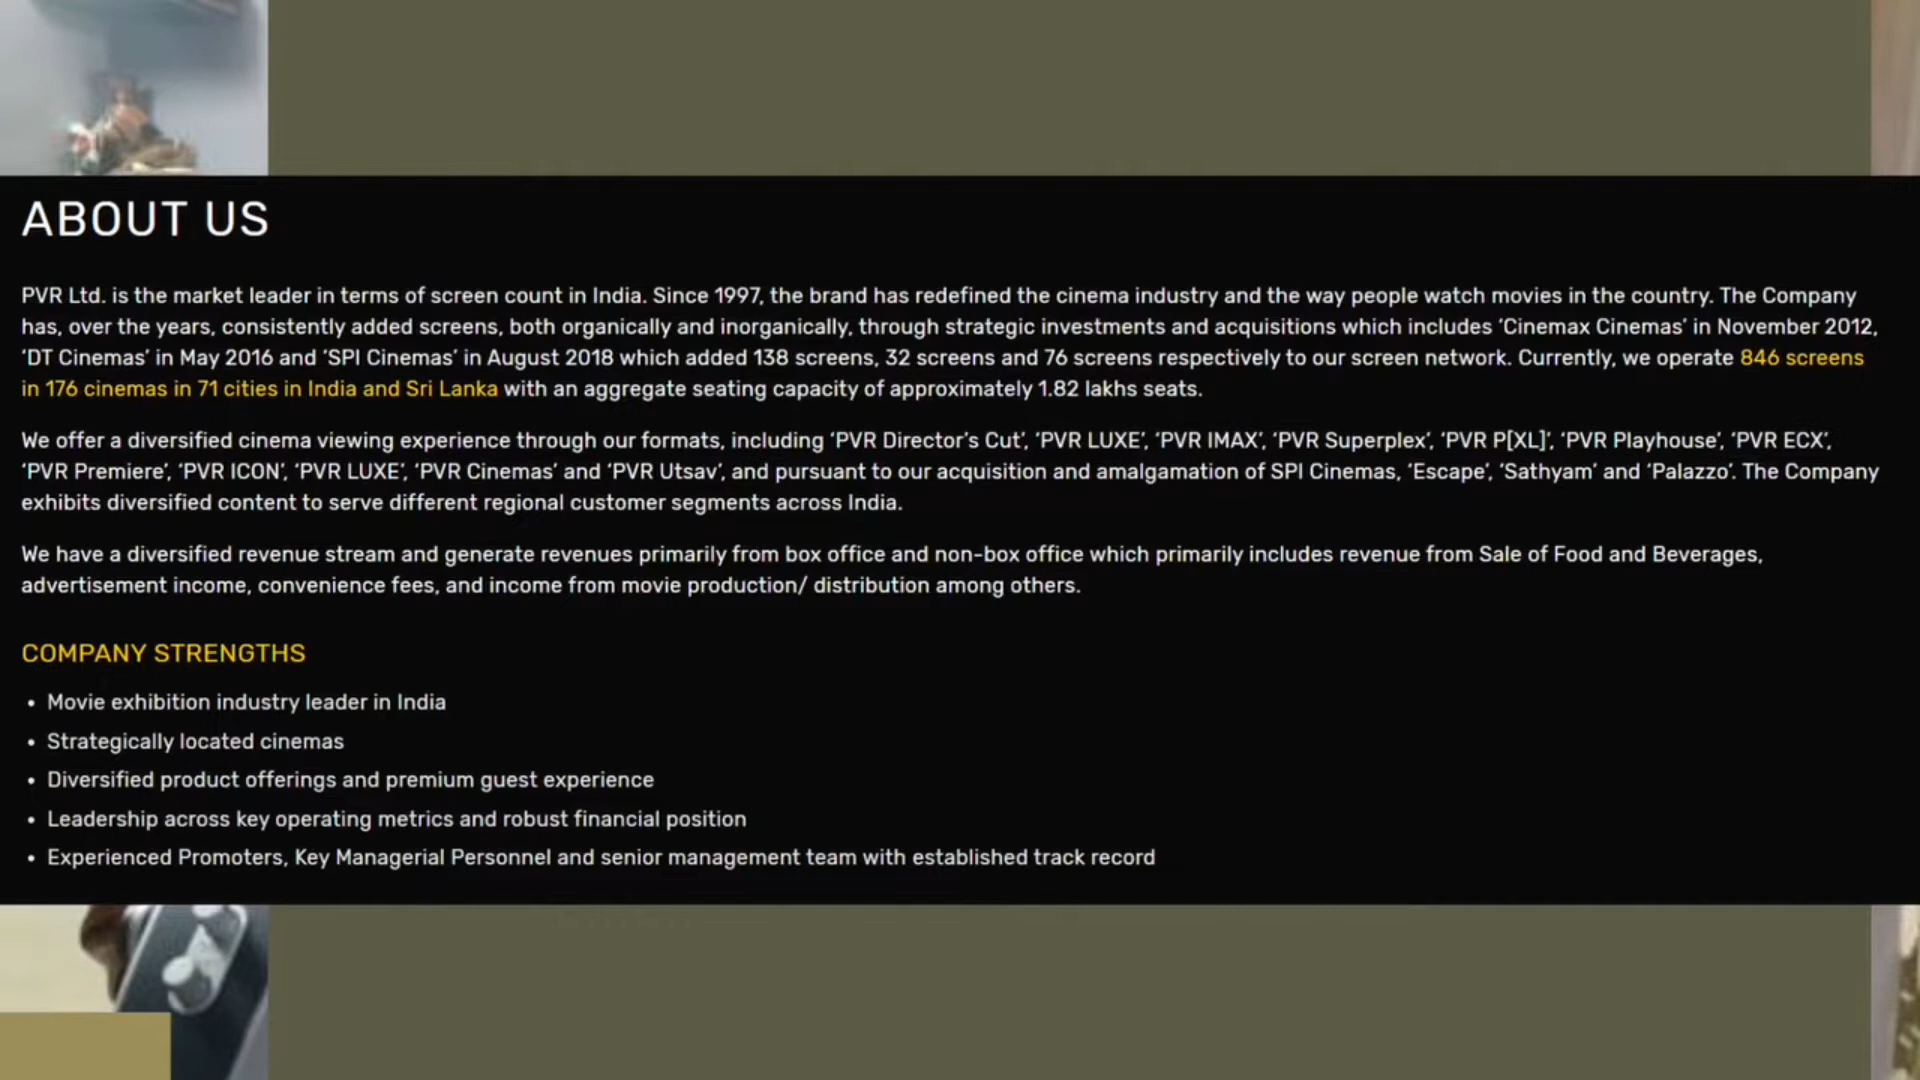 ABOUT US
PVR Ltd. is the market leader in terms of screen count in India. Since 1997, the brand has redefined the cinema industry and the way people watch movies in the country. The Company
has, over the years, consistently added screens, both organically and inorganically, through strategic investments and acquisitions which includes ‘Cinemax Cinemas’ in November 2012,
‘DT Cinemas’ in May 2016 and ‘SPI Cinemas’ in August 2018 which added 138 screens, 32 screens and 76 screens respectively to our screen network. Currently, we operate 846 screens
in 176 cinemas in 71 cities in India and Sri Lanka with an aggregate seating capacity of approximately 1.82 lakhs seats.
We offer a diversified cinema viewing experience through our formats, including ‘PVR Director’s Cut’, ‘PVR LUXE’, ‘PVR IMAX’, ‘PVR Superplex’, ‘PVR P[XL]’, ‘PVR Playhouse’, ‘PVR ECX’,
‘PVR Premiere’, ‘PVR ICON’, ‘PVR LUXE’, ‘PVR Cinemas’ and ‘PVR Utsav’, and pursuant to our acquisition and amalgamation of SPI Cinemas, ‘Escape’, ‘Sathyam’ and ‘Palazzo’. The Company
exhibits diversified content to serve different regional customer segments across India.
We have a diversified revenue stream and generate revenues primarily from box office and non-box office which primarily includes revenue from Sale of Food and Beverages,
advertisement income, convenience fees, and income from movie production/ distribution among others.
COMPANY STRENGTHS
• Movie exhibition industry leader in India
• Strategically located cinemas
• Diversified product offerings and premium guest experience
• Leadership across key operating metrics and robust financial position
• Experienced Promoters, Key Managerial Personnel and senior management team with established track record